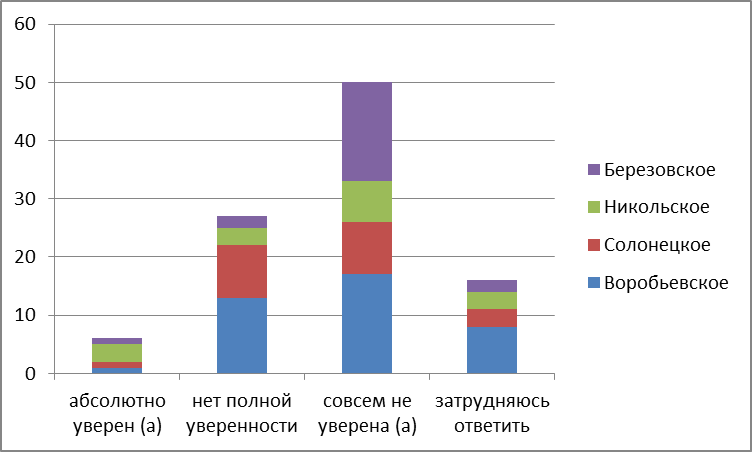 60
50
40
30
20
10
0
абсолютно
уверен (а)
нет полной
уверенности
совсем не
уверена (а)
затрудняюсь
ответить
Березовское
Никольское
Солонецкое
Воробьевское